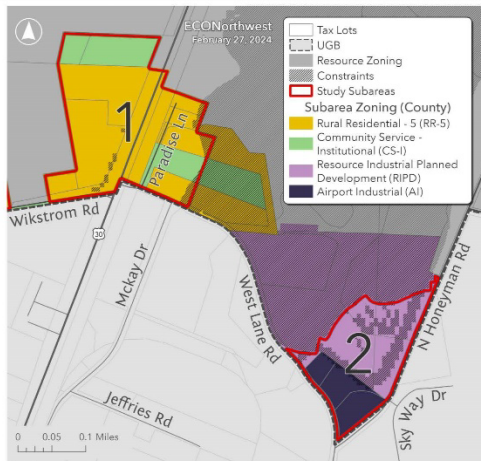 ECONorthwest
February 27, 2024
Tax Lots
UGB
Resource Zoning
Constraints
Study Subareas
Subarea Zoning (County)
Rural Residential - 5 (RR-5)
Community Service -
Institutional (CS-I)
Resource Industrial Planned
Development (RIPD)
Airport Industrial (AI)
1
Paradise Ln
Wikstrom Rd
30
McKay Dr
West Lane Rd
N Honeyman Rd
2
Jeffries Rd
Sky Way Dr
0 0.05 0.1 Miles